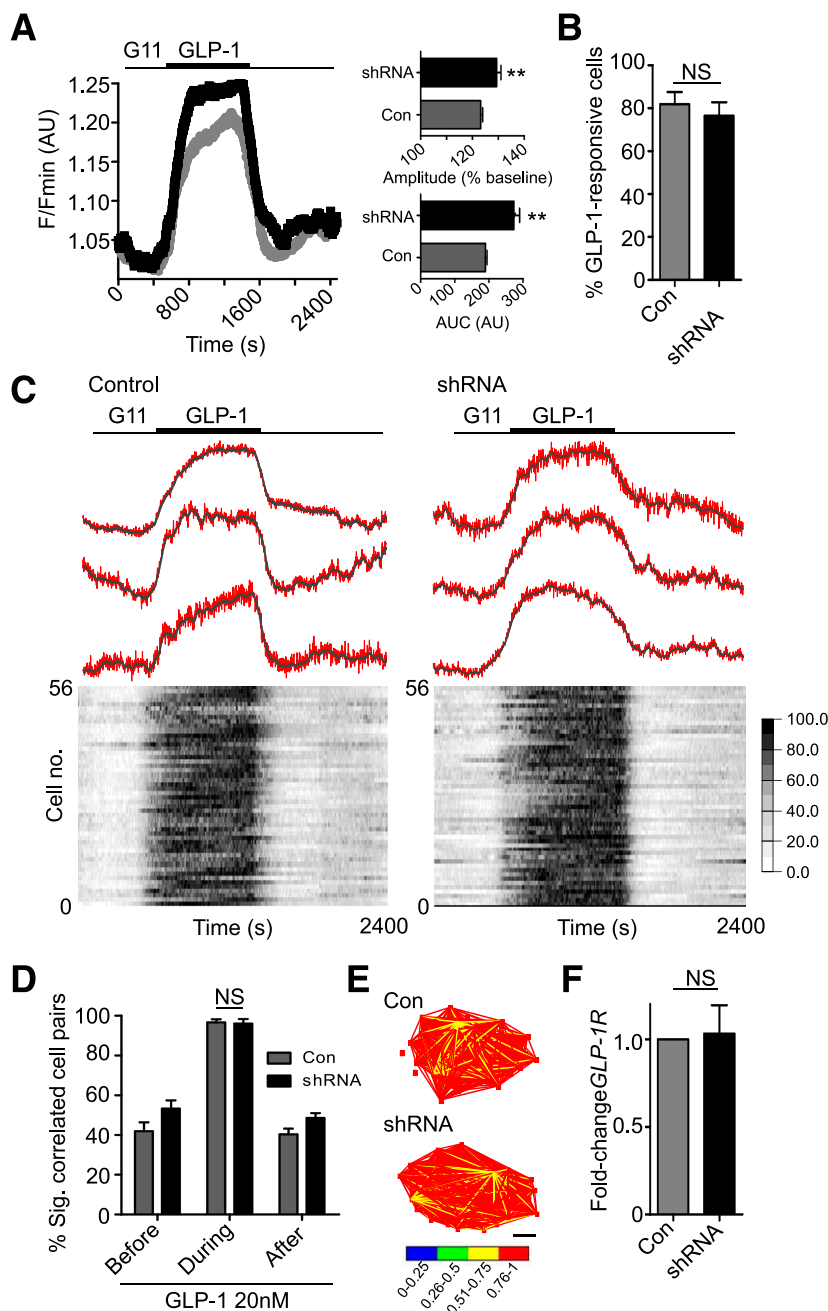 A
G11 GLP-1
F/Fmin (AU)
1.25
1.20
1.15
1.10
1.05
0 800 1600 2400
Time (s)
shRNA **
Con
100 120 140
Amplitude (% baseline)
shRNA **
Con
0 100 200 300
AUC (AU)
B
NS
% GLP-1-responsive cells
100
80
60
40
20
0
Con shRNA
C
Control
G11 GLP-1
shRNA
G11 GLP-1
56
Cell no.
0
Time (s) 2400
56
0
Time (s) 2400
100.0
80.0
60.0
40.0
20.0
0.0
D
NS
% Sig. correlated cell pairs
100
80
60
40
20
0
Con
shRNA
Before During After
GLP-1 20nM
E
Con
shRNA
0-0.25 0.26-0.5 0.51-0.75 0.76-1
F
NS
Fold-changeGLP-1R
1.0
0.5
0
Con shRNA